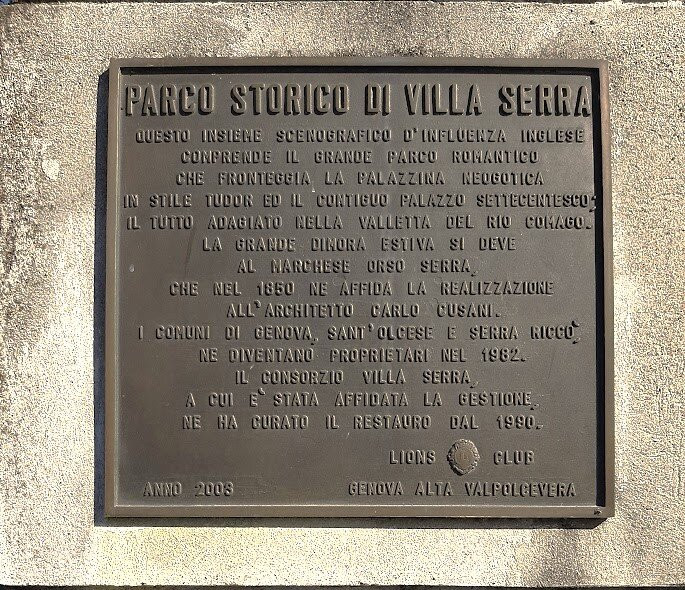 PARCO STORICO DI VILLA SERRA
QUESTO INSIEME SCENOGRAFICO D'INFLUENZA INGLESE
COMPRENDE IL GRANDE PARCO ROMANTICO
CHE FRONTEGGIA LA PALAZZINA NEOGOTICA
IN STILE TUDOR ED IL CONTIGUO PALAZZO SETTECENTESCO;
IL TUTTO ADAGIATO NELLA VALLETTA DEL RIO COMAGO.
LA GRANDE DIMORA ESTIVA SI DEVE
AL MARCHESE ORSO SERRA,
CHE NEL 1850 NE AFFIDA LA REALIZZAZIONE
ALL'ARCHITETTO CARLO CUSANI.
I COMUNI DI GENOVA, SANT'OLCESE E SERRA RICCO',
NE DIVENTANO PROPRIETARI NEL 1982.
IL CONSORZIO VILLA SERRA,
A CUI E' STATA AFFIDATA LA GESTIONE,
NE HA CURATO IL RESTAURO DAL 1990.
LIONS CLUB
ANNO 2003 GENOVA ALTA VALPOLCEVERA